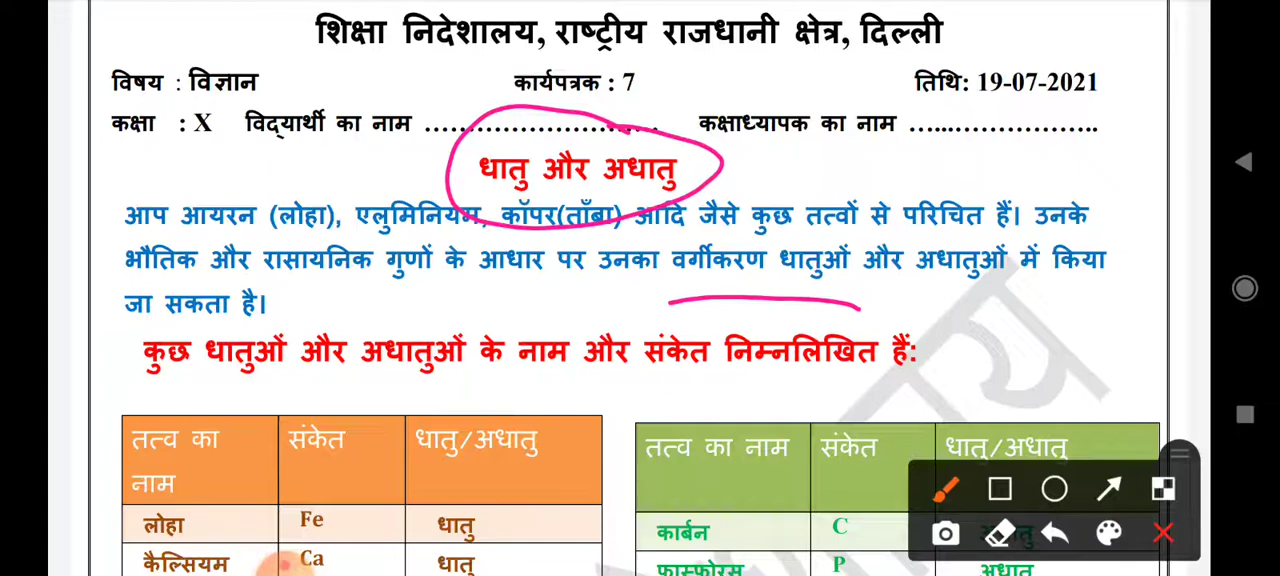 शिक्षा निदेशालय, राष्ट्रीय राजधानी क्षेत्र, दिल्ली
विषय : विज्ञान कार्यपत्रक : 7 तिथि: 19-07-2021
कक्षा : X विद्यार्थी का नाम ............................ कक्षाध्यापक का नाम ......................
धातु और अधातु
आप आयरन (लोहा), एलुमिनियम, कॉपर(ताँबा) आदि जैसे कुछ तत्वों से परिचित हैं। उनके
भौतिक और रासायनिक गुणों के आधार पर उनका वर्गीकरण धातुओं और अधातुओं में किया
जा सकता है।
कुछ धातुओं और अधातुओं के नाम और संकेत निम्नलिखित हैं:
तत्व का नाम संकेत धातु/अधातु
लोहा Fe धातु
कैल्सियम Ca धातु
तत्व का नाम संकेत धातु/अधातु
कार्बन C
फास्फोरस P अधातु